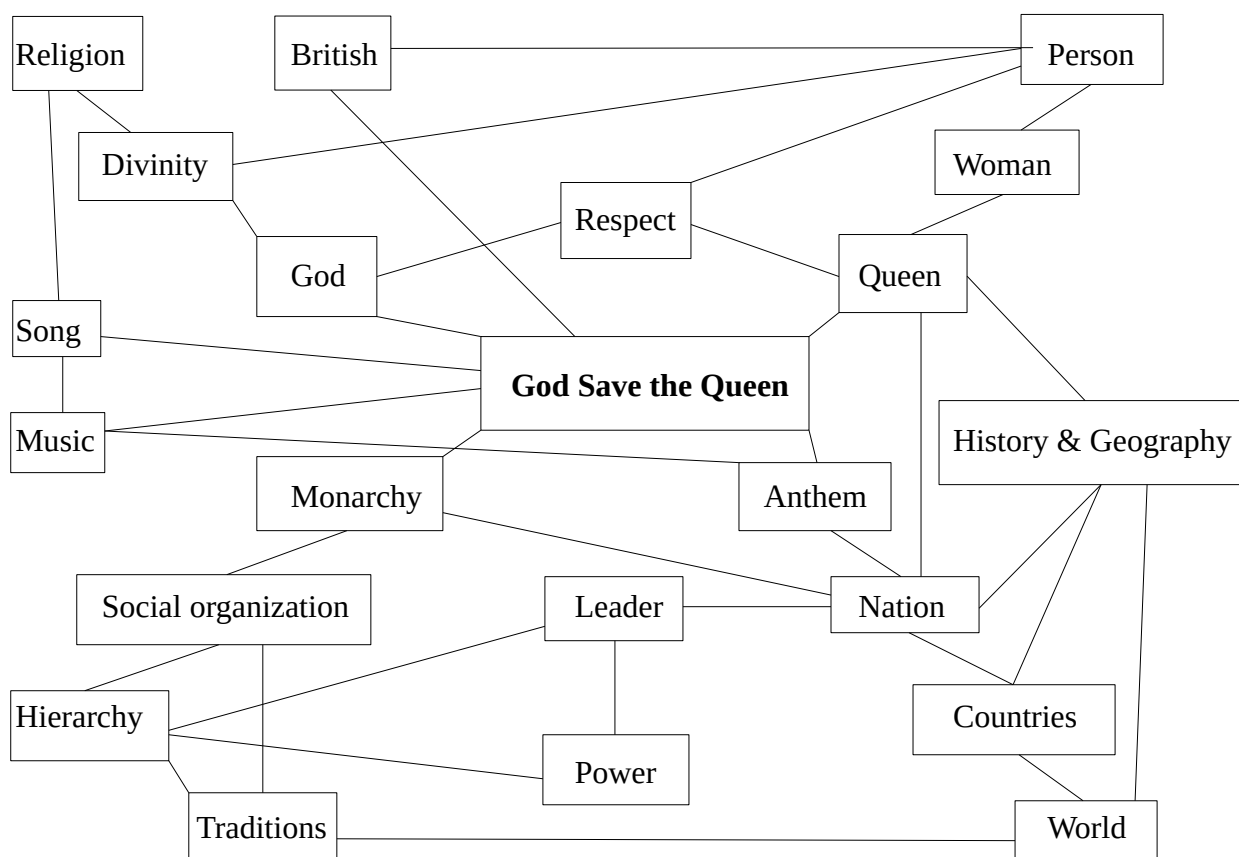 Religion
British
Person
Divinity
Woman
Respect
God
Queen
Song
God Save the Queen
Music
History & Geography
Monarchy
Anthem
Social organization
Leader
Nation
Hierarchy
Countries
Power
Traditions
World